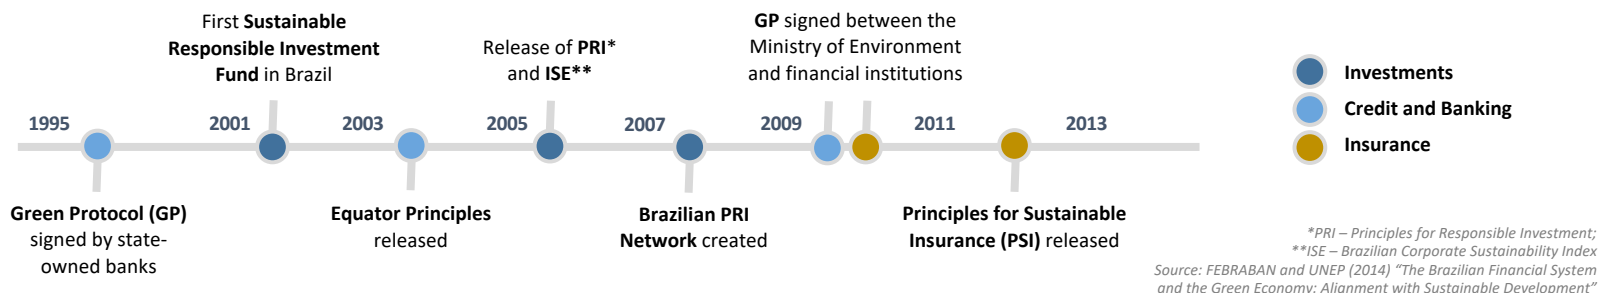 First Sustainable
Responsible Investment
Fund in Brazil
Release of PRI*
and ISE**
GP signed between the
Ministry of Environment
and financial institutions
1995
2001
2003
2005
2007
2009
2011
2013
Green Protocol (GP)
signed by state-
owned banks
Equator Principles
released
Brazilian PRI
Network created
Principles for Sustainable
Insurance (PSI) released
Investments
Credit and Banking
Insurance
*PRI – Principles for Responsible Investment;
**ISE – Brazilian Corporate Sustainability Index
Source: FEBRABAN and UNEP (2014) “The Brazilian Financial System
and the Green Economy: Alignment with Sustainable Development”